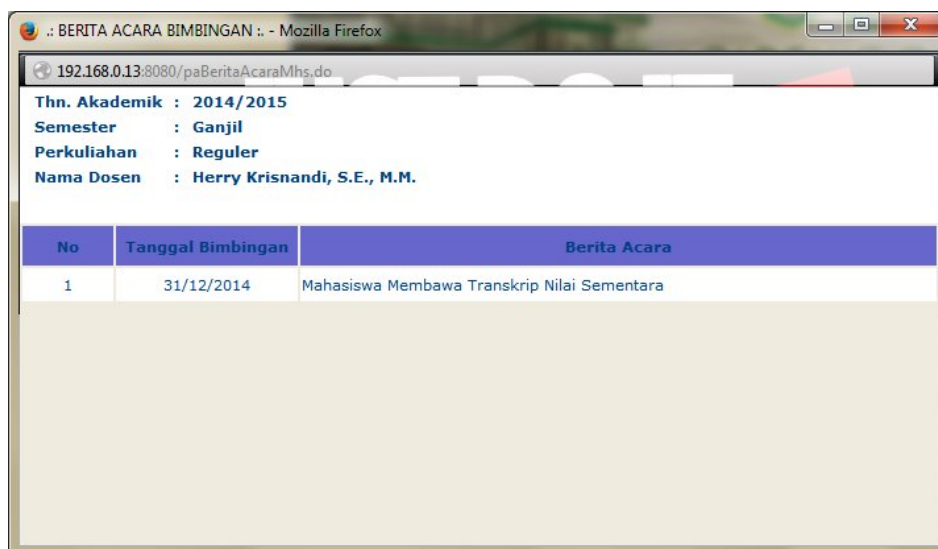 .: BERITA ACARA BIMBINGAN :. - Mozilla Firefox
192.168.0.13:8080/paBeritaAcaraMhs.do
Thn. Akademik : 2014/2015
Semester : Ganjil
Perkuliahan : Reguler
Nama Dosen : Herry Krisnandi, S.E., M.M.
No Tanggal Bimbingan Berita Acara
1 31/12/2014 Mahasiswa Membawa Transkrip Nilai Sementara